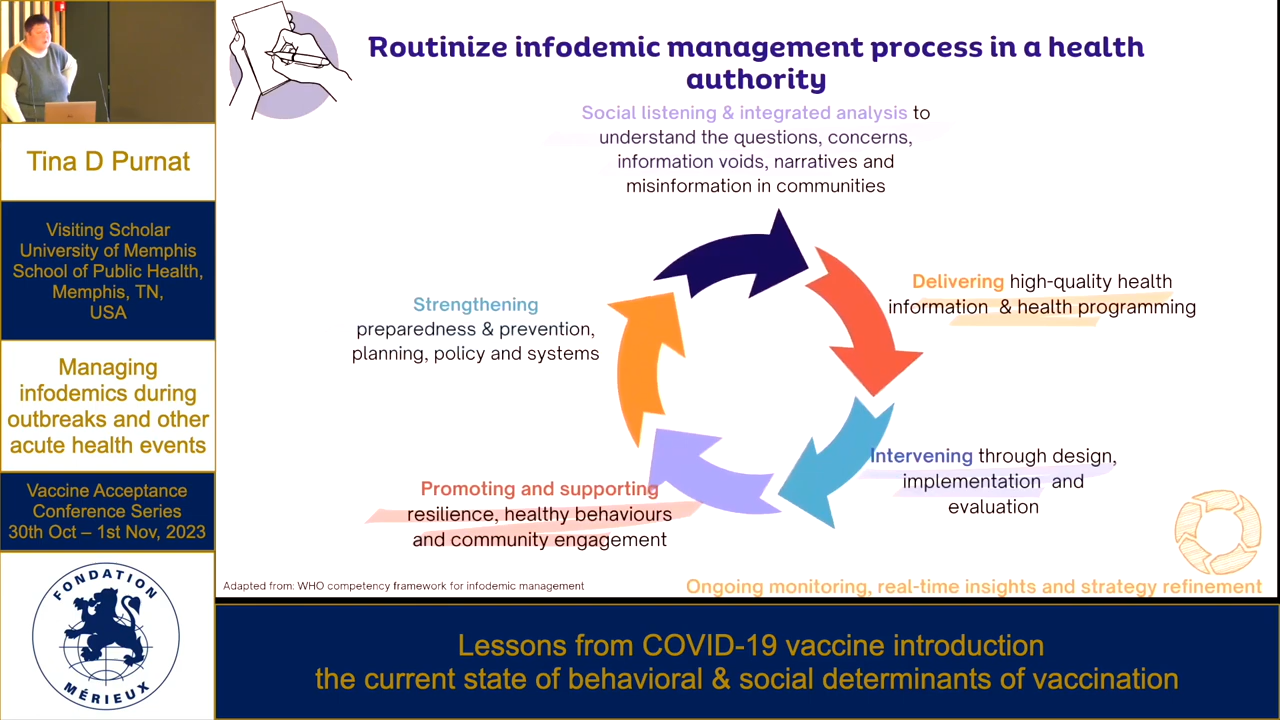 Routinize infodemic management process in a health
authority
Social listening & integrated analysis to
understand the questions, concerns,
information voids, narratives and
misinformation in communities
Delivering high-quality health
information & health programming
Intervening through design,
implementation and
evaluation
Promoting and supporting
resilience, healthy behaviours
and community engagement
Strengthening
preparedness & prevention,
planning, policy and systems
Adapted from: WHO competency framework for infodemic management
Ongoing monitoring, real-time insights and strategy refinement
Tina D Purnat
Visiting Scholar
University of Memphis
School of Public Health,
Memphis, TN,
USA
Managing
infodemics during
outbreaks and other
acute health events
Vaccine Acceptance
Conference Series
30th Oct – 1st Nov, 2023
FONDATION
MÉRIEUX
Lessons from COVID-19 vaccine introduction
the current state of behavioral & social determinants of vaccination